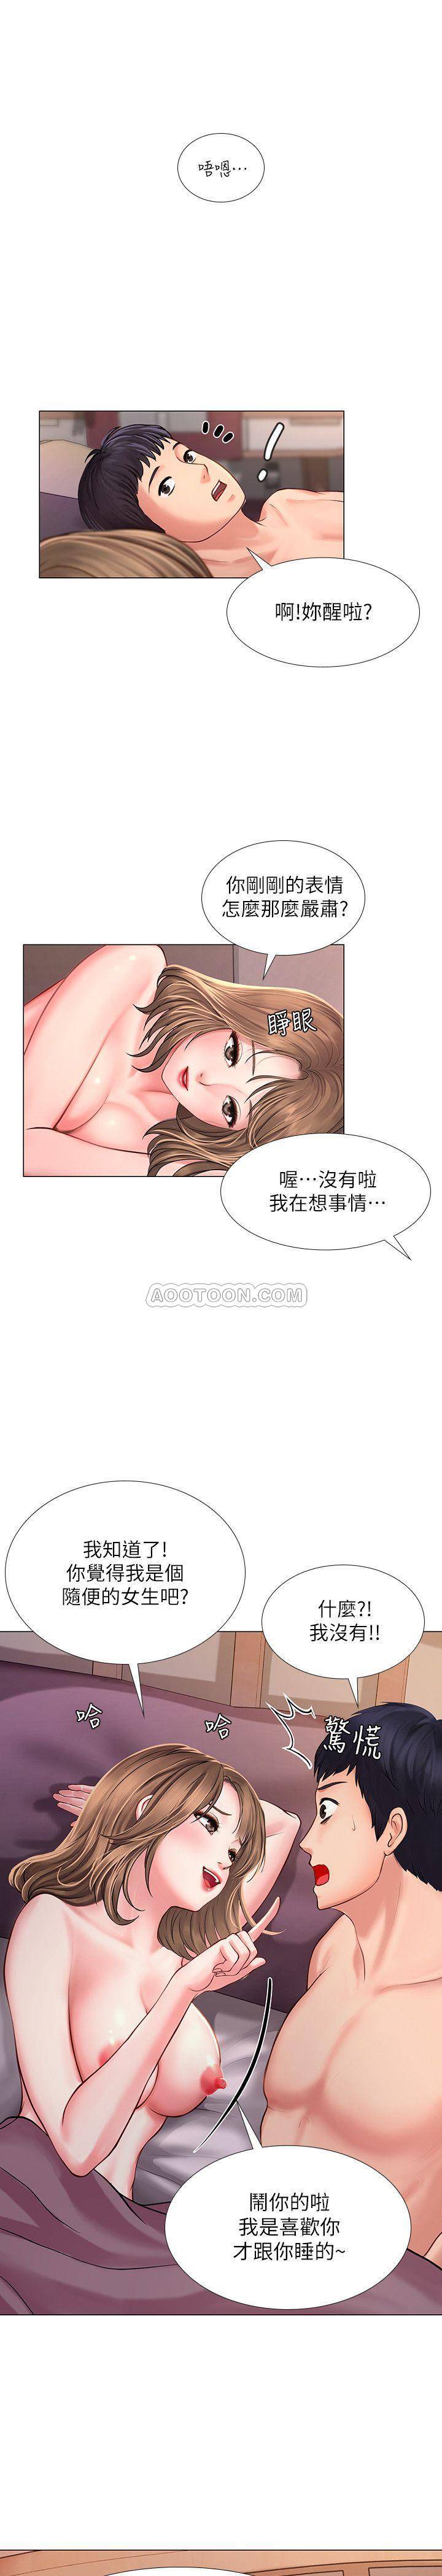 唔嗯…
啊!妳醒啦?
你剛剛的表情
怎麼那麼嚴肅?
睜眼
喔…沒有啦
我在想事情…
AOOTOON.COM
我知道了!
你覺得我是個
隨便的女生吧?
什麼?!
我沒有!!
哈
哈
驚慌
鬧你的啦
我是喜歡你
才跟你睡的~